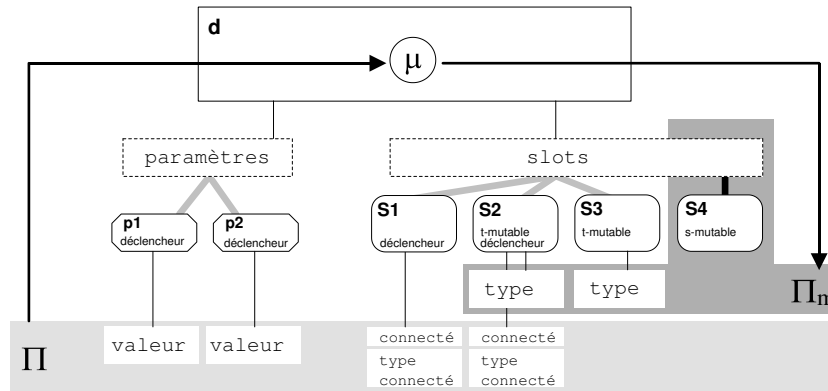 d
μ
paramètres
slots
p1
déclencheur
p2
déclencheur
S1
déclencheur
S2
t-mutable
déclencheur
S3
t-mutable
S4
s-mutable
type
type
Πm
Π
valeur
valeur
connecté
type
connecté
connecté
type
connecté